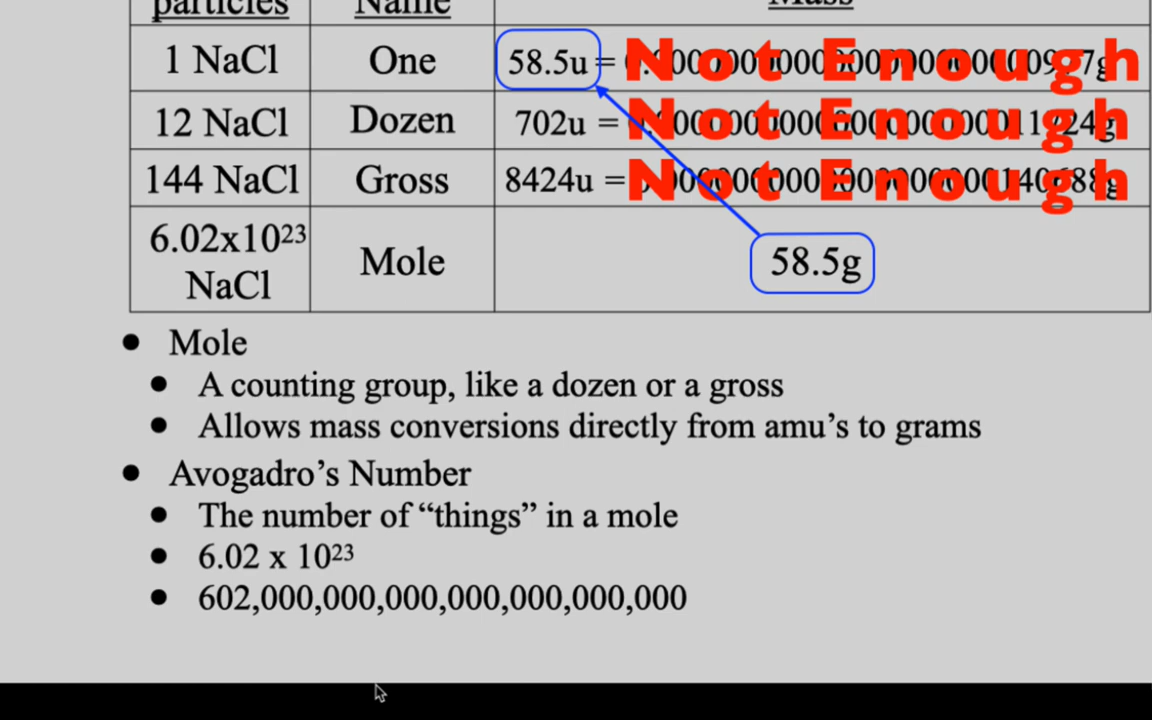 particles Name Mass
1 NaCl One 58.5u = Not Enough
12 NaCl Dozen 702u = Not Enough
144 NaCl Gross 8424u = Not Enough
6.02x10²³
NaCl Mole 58.5g
● Mole
● A counting group, like a dozen or a gross
● Allows mass conversions directly from amu’s to grams
● Avogadro’s Number
● The number of “things” in a mole
● 6.02 x 10²³
● 602,000,000,000,000,000,000,000